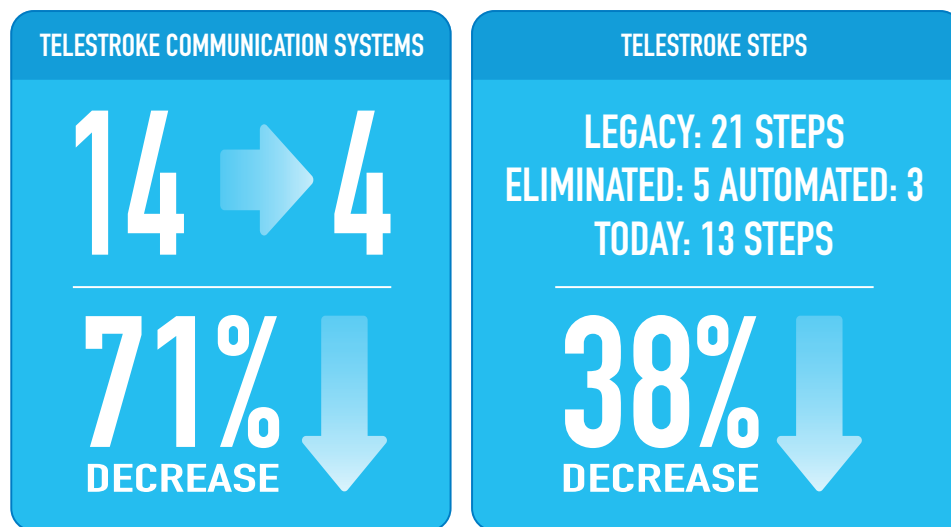 TELESTROKE COMMUNICATION SYSTEMS
14 4
71%
DECREASE
TELESTROKE STEPS
LEGACY: 21 STEPS
ELIMINATED: 5 AUTOMATED: 3
TODAY: 13 STEPS
38%
DECREASE